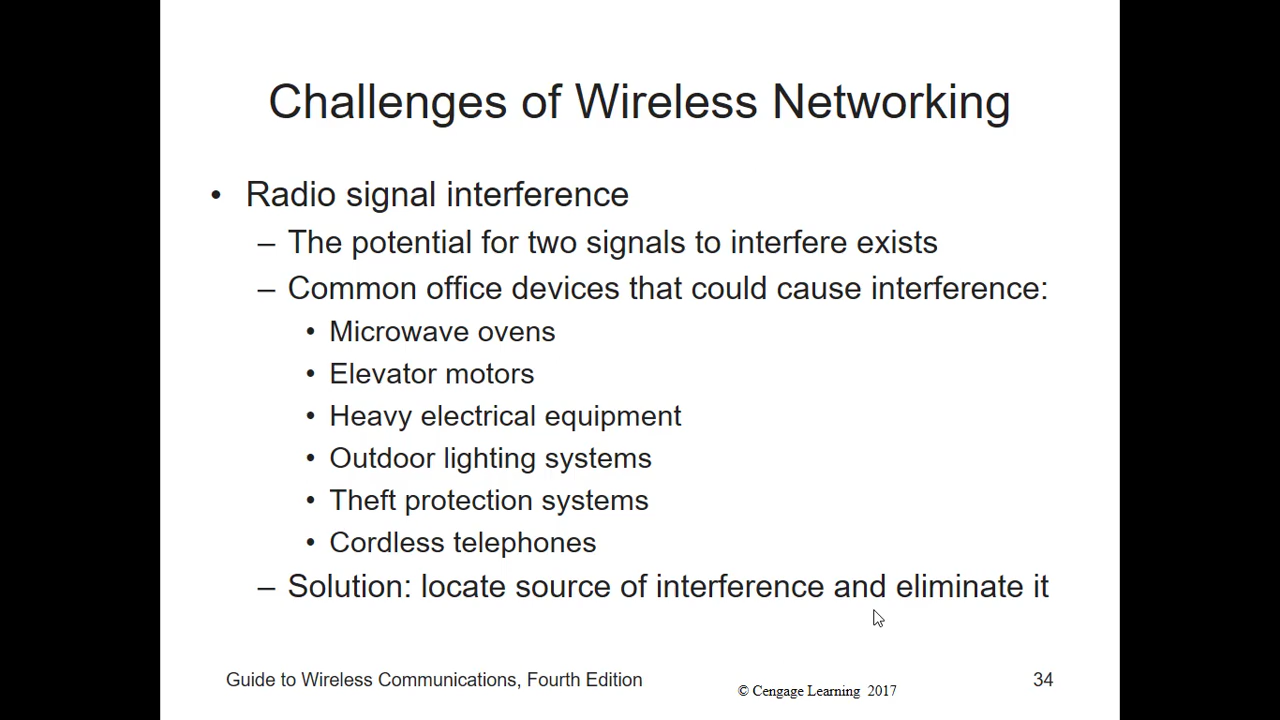 Challenges of Wireless Networking
• Radio signal interference
– The potential for two signals to interfere exists
– Common office devices that could cause interference:
• Microwave ovens
• Elevator motors
• Heavy electrical equipment
• Outdoor lighting systems
• Theft protection systems
• Cordless telephones
– Solution: locate source of interference and eliminate it
Guide to Wireless Communications, Fourth Edition
© Cengage Learning 2017
34